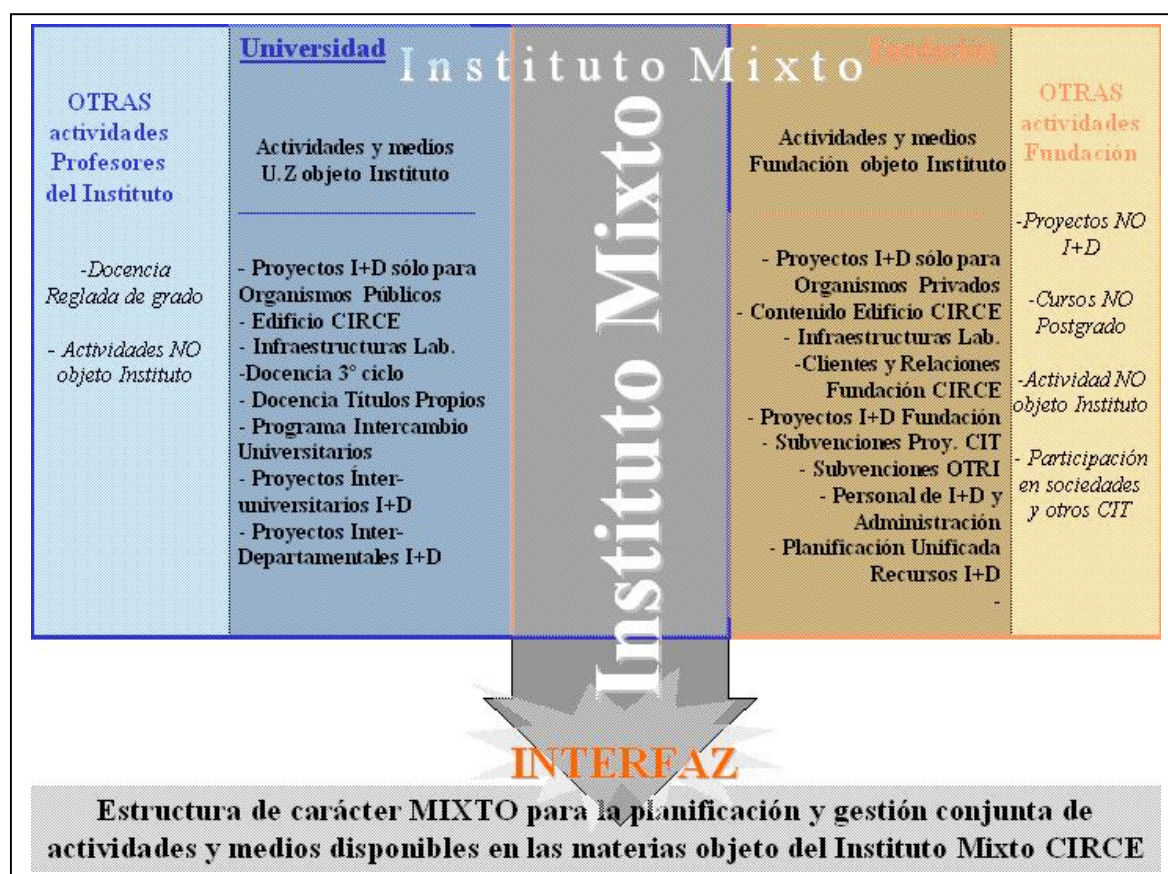 Instituto Mixto
OTRAS
actividades
Profesores
del Instituto
-Docencia
Reglada de grado
- Actividades NO
objeto Instituto
Universidad
Actividades y medios
U.Z objeto Instituto
- Proyectos I+D sólo para
Organismos Públicos
- Edificio CIRCE
- Infraestructuras Lab.
-Docencia 3º ciclo
- Docencia Títulos Propios
- Programa Intercambio
Universitarios
- Proyectos Ínter-
universitarios I+D
- Proyectos Inter-
Departamentales I+D
Instituto Mixto
Fundación
Actividades y medios
Fundación objeto Instituto
- Proyectos I+D sólo para
Organismos Privados
- Contenido Edificio CIRCE
- Infraestructuras Lab.
-Clientes y Relaciones
Fundación CIRCE
- Proyectos I+D Fundación
- Subvenciones Proy. CIT
- Subvenciones OTRI
- Personal de I+D y
Administración
- Planificación Unificada
Recursos I+D
-
OTRAS
actividades
Fundación
-Proyectos NO
I+D
-Cursos NO
Postgrado
-Actividad NO
objeto Instituto
- Participación
en sociedades
y otros CIT
INTERFAZ
Estructura de carácter MIXTO para la planificación y gestión conjunta de
actividades y medios disponibles en las materias objeto del Instituto Mixto CIRCE